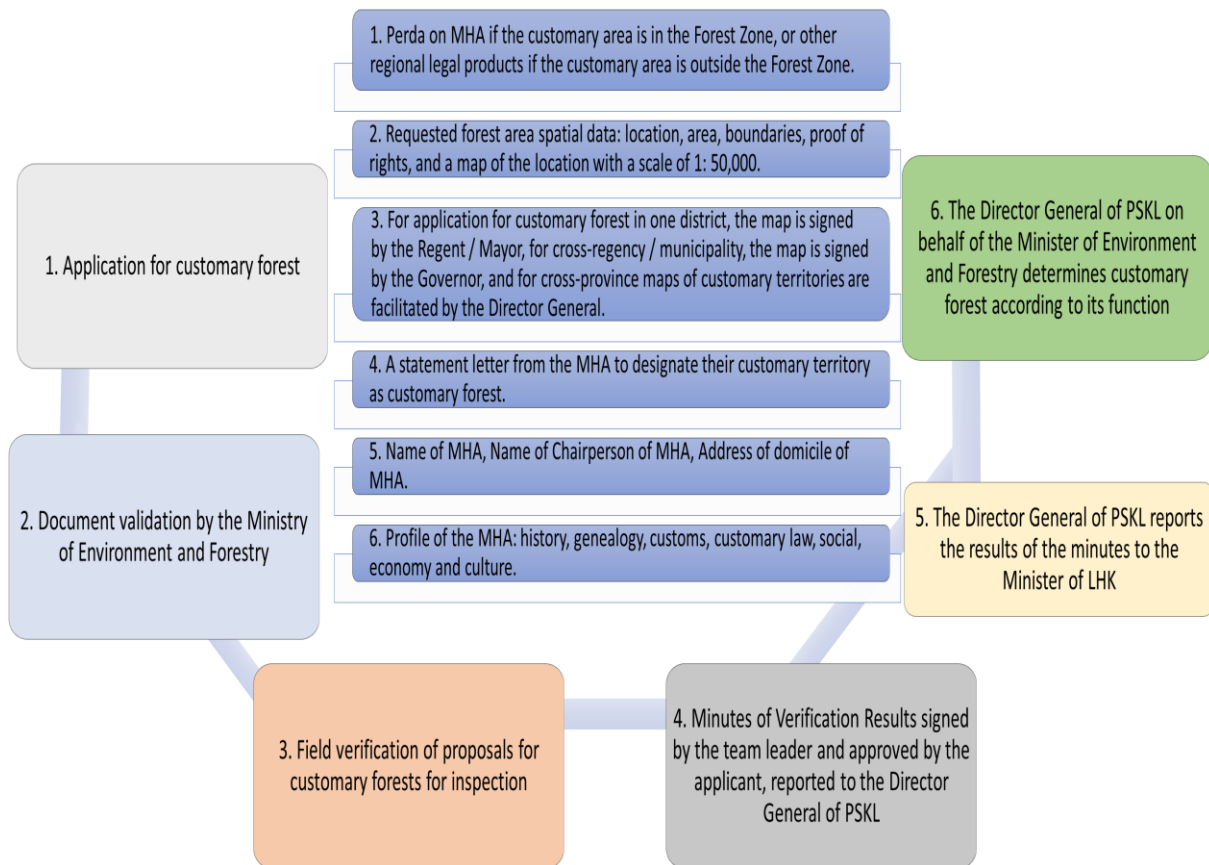 1. Perda on MHA if the customary area is in the Forest Zone, or other
regional legal products if the customary area is outside the Forest Zone.
2. Requested forest area spatial data: location, area, boundaries, proof of
rights, and a map of the location with a scale of 1: 50,000.
3. For application for customary forest in one district, the map is signed
by the Regent / Mayor, for cross-regency / municipality, the map is signed
by the Governor, and for cross-province maps of customary territories are
facilitated by the Director General.
4. A statement letter from the MHA to designate their customary territory
as customary forest.
5. Name of MHA, Name of Chairperson of MHA, Address of domicile of
MHA.
6. Profile of the MHA: history, genealogy, customs, customary law, social,
economy and culture.
1. Application for customary forest
2. Document validation by the Ministry
of Environment and Forestry
3. Field verification of proposals for
customary forests for inspection
4. Minutes of Verification Results signed
by the team leader and approved by the
applicant, reported to the Director
General of PSKL
5. The Director General of PSKL reports
the results of the minutes to the
Minister of LHK
6. The Director General of PSKL on
behalf of the Minister of Environment
and Forestry determines customary
forest according to its function